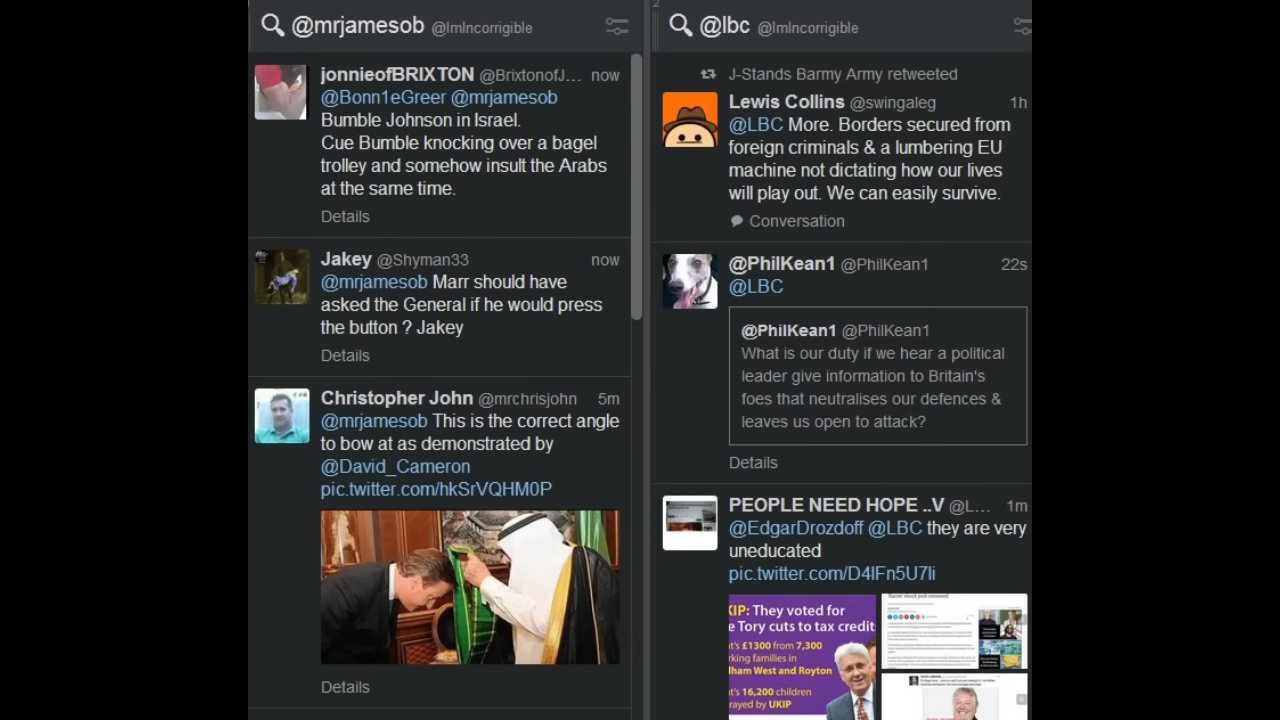 @mrjamesob @ImIncorrigible
jonnieofBRIXTON @BrixtonofJ... now
@Bonn1eGreer @mrjamesob
Bumble Johnson in Israel.
Cue Bumble knocking over a bagel
trolley and somehow insult the Arabs
at the same time.
Details
Jakey @Shyman33 now
@mrjamesob Marr should have
asked the General if he would press
the button ? Jakey
Details
Christopher John @mrchrisjohn 5m
@mrjamesob This is the correct angle
to bow at as demonstrated by
@David_Cameron
pic.twitter.com/hkSrVQHM0P
Details
2
@lbc @ImIncorrigible
J-Stands Barmy Army retweeted
Lewis Collins @swingaleg 1h
@LBC More. Borders secured from
foreign criminals & a lumbering EU
machine not dictating how our lives
will play out. We can easily survive.
Conversation
@PhilKean1 @PhilKean1 22s
@LBC
@PhilKean1 @PhilKean1
What is our duty if we hear a political
leader give information to Britain's
foes that neutralises our defences &
leaves us open to attack?
Details
PEOPLE NEED HOPE ..V @L... 1m
@EdgarDrozdoff @LBC they are very
uneducated
pic.twitter.com/D4lFn5U7li
KIP: They voted for
e Tory cuts to tax credits
t's £1300 from 7,300
rking families in
dham West and Royton
t's 16,200 children
rayed by UKIP
'Racist' shock jock censured